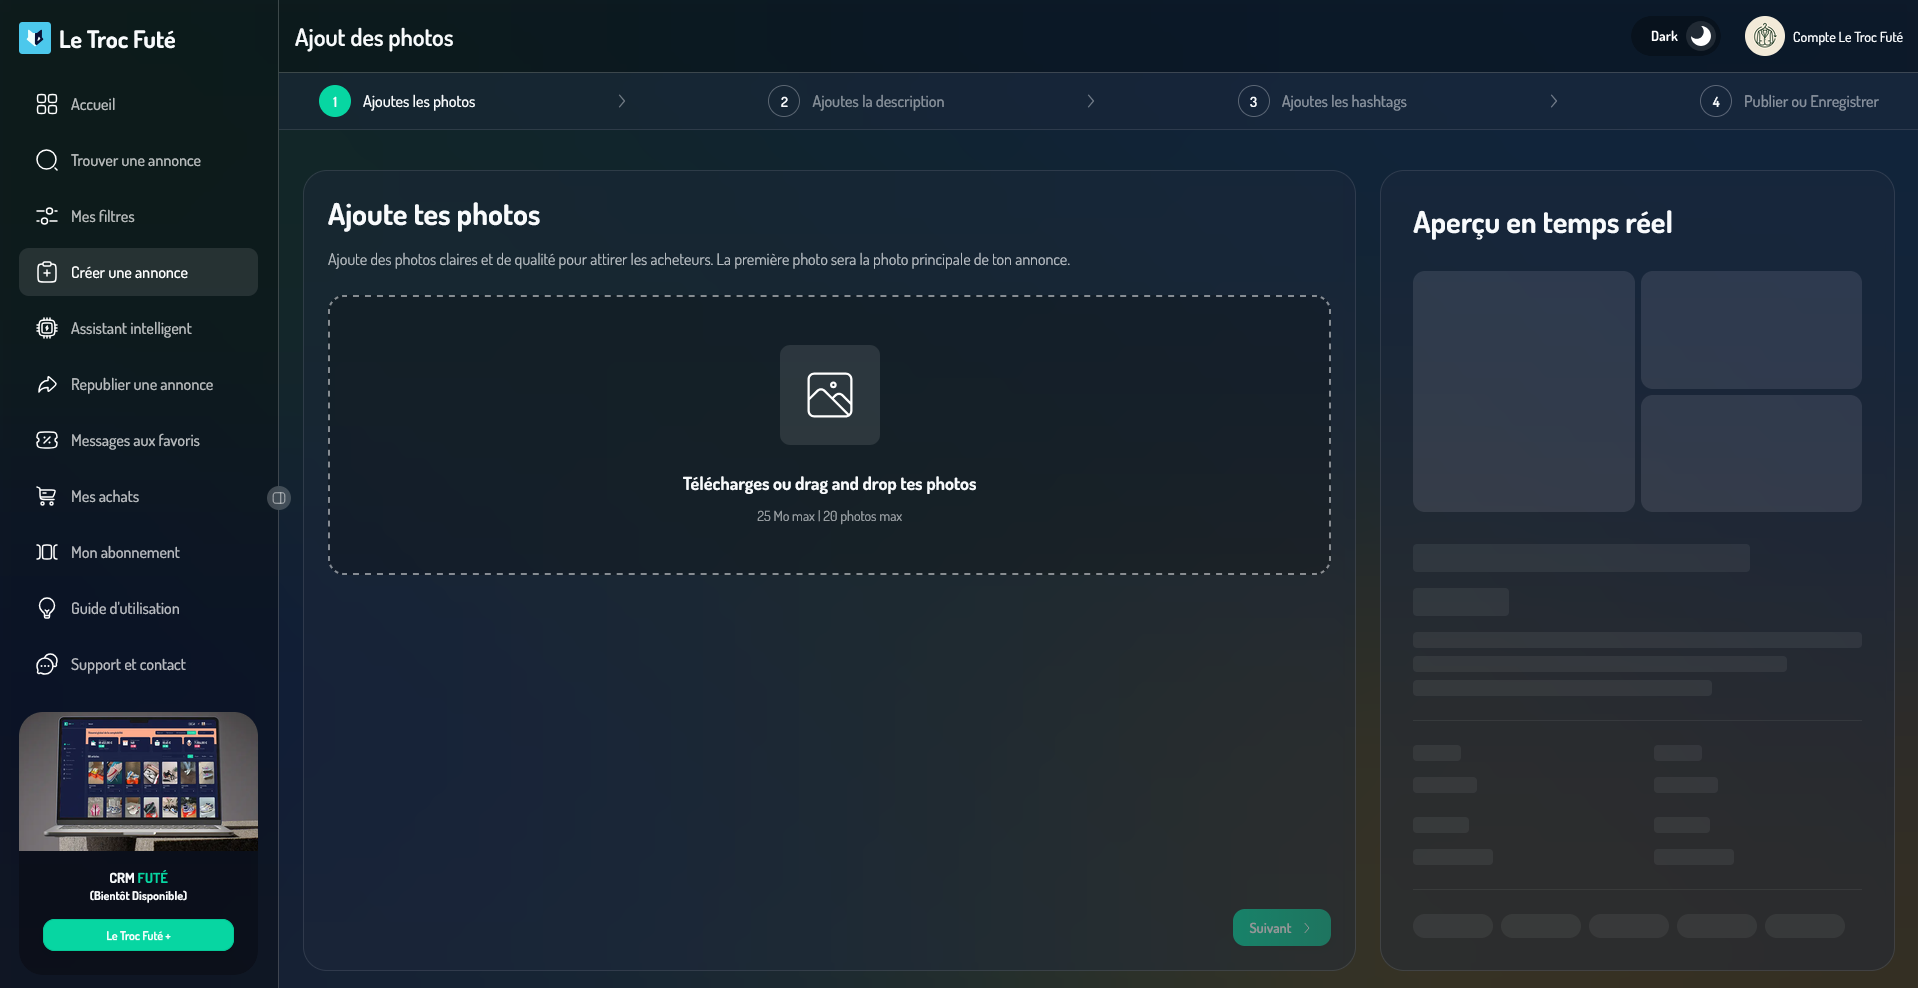 Le Troc Futé
Accueil
Trouver une annonce
Mes filtres
Créer une annonce
Assistant intelligent
Republier une annonce
Messages aux favoris
Mes achats
Mon abonnement
Guide d'utilisation
Support et contact
CRM FUTÉ
(Bientôt Disponible)
Le Troc Futé +
Ajout des photos
Dark
Compte Le Troc Futé
1 Ajoutes les photos
2 Ajoutes la description
3 Ajoutes les hashtags
4 Publier ou Enregistrer
Ajoute tes photos
Ajoute des photos claires et de qualité pour attirer les acheteurs. La première photo sera la photo principale de ton annonce.
Télécharges ou drag and drop tes photos
25 Mo max | 20 photos max
Suivant
Aperçu en temps réel